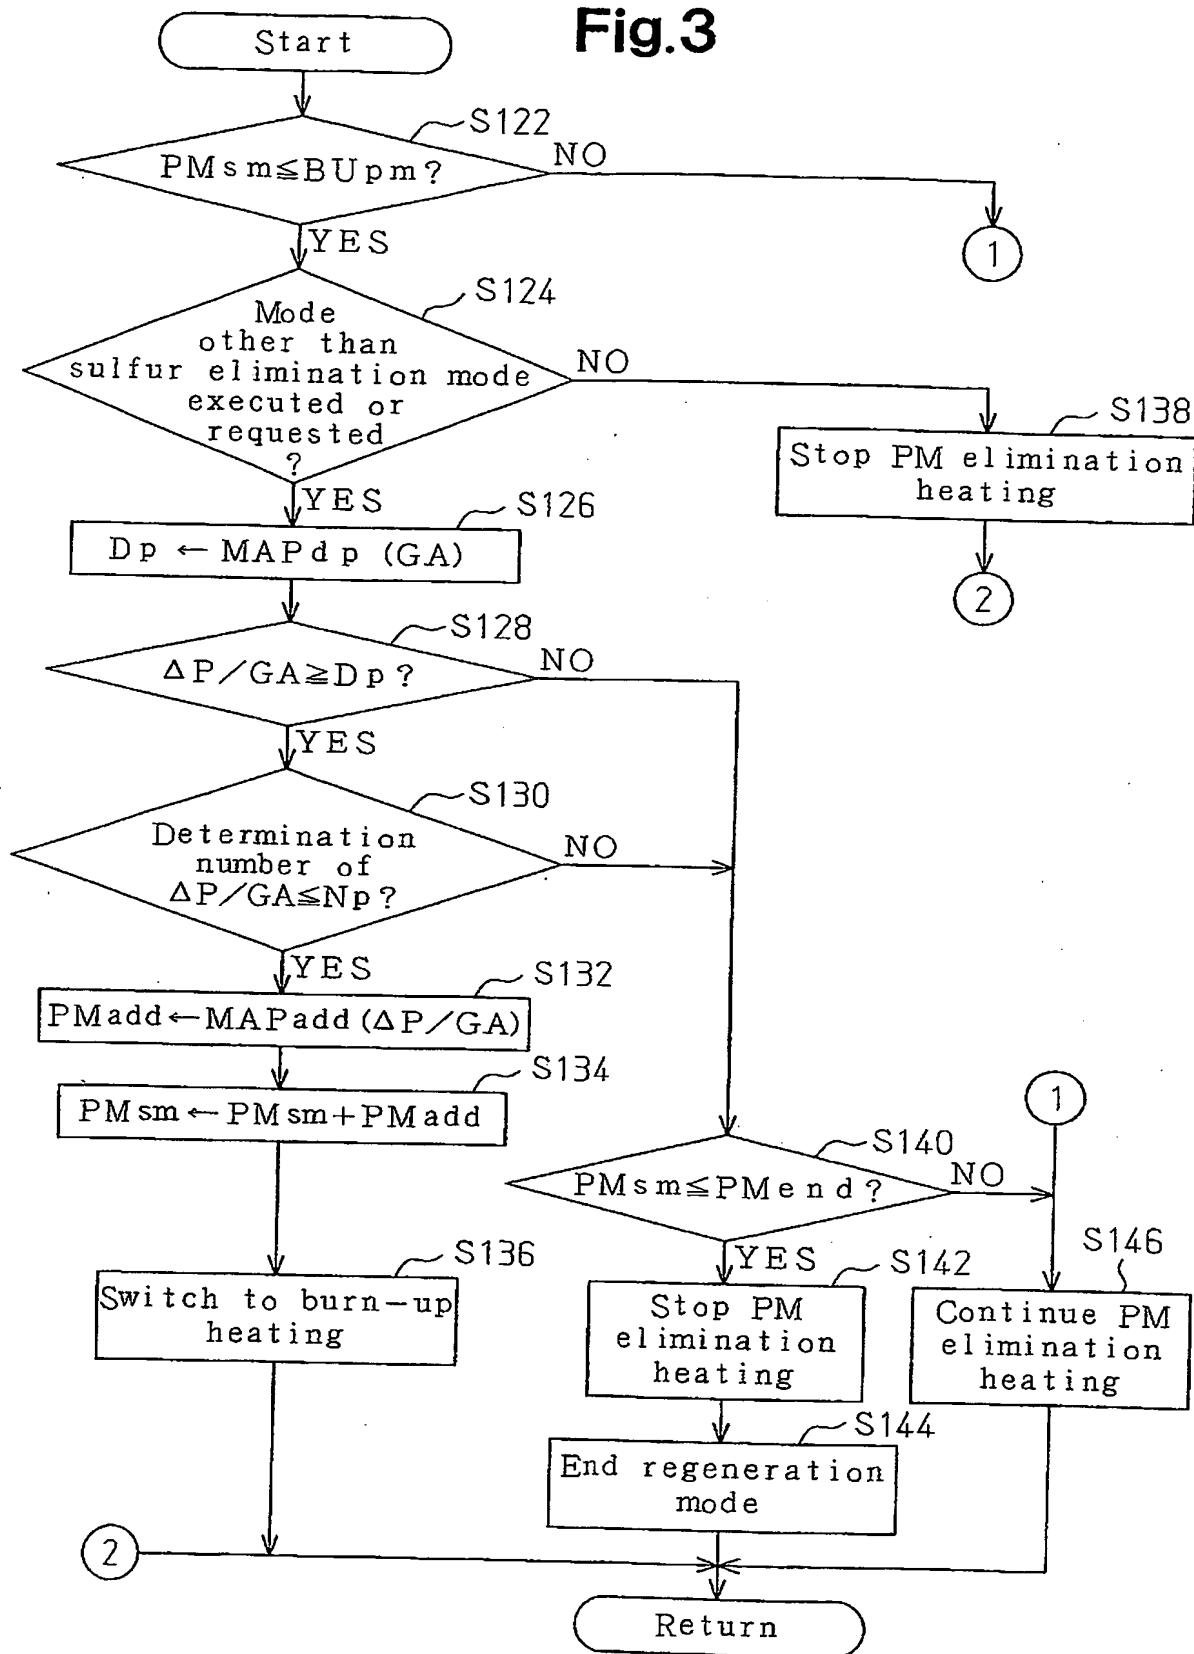 Fig.3
Start
S122
PMsm≦BUpm?
NO
1
YES
S124
Mode
other than
sulfur elimination mode
executed or
requested
?
NO
S138
Stop PM elimination
heating
2
YES
S126
Dp ← MAPdp (GA)
S128
ΔP/GA≧Dp?
NO
YES
S130
Determination
number of
ΔP/GA≦Np?
NO
YES
S132
PMadd←MAPadd(ΔP/GA)
S134
PMsm←PMsm+PMadd
1
S140
PMsm≦PMend?
NO
YES
S136
Switch to burn-up
heating
S142
Stop PM
elimination
heating
S146
Continue PM
elimination
heating
S144
End regeneration
mode
2
Return